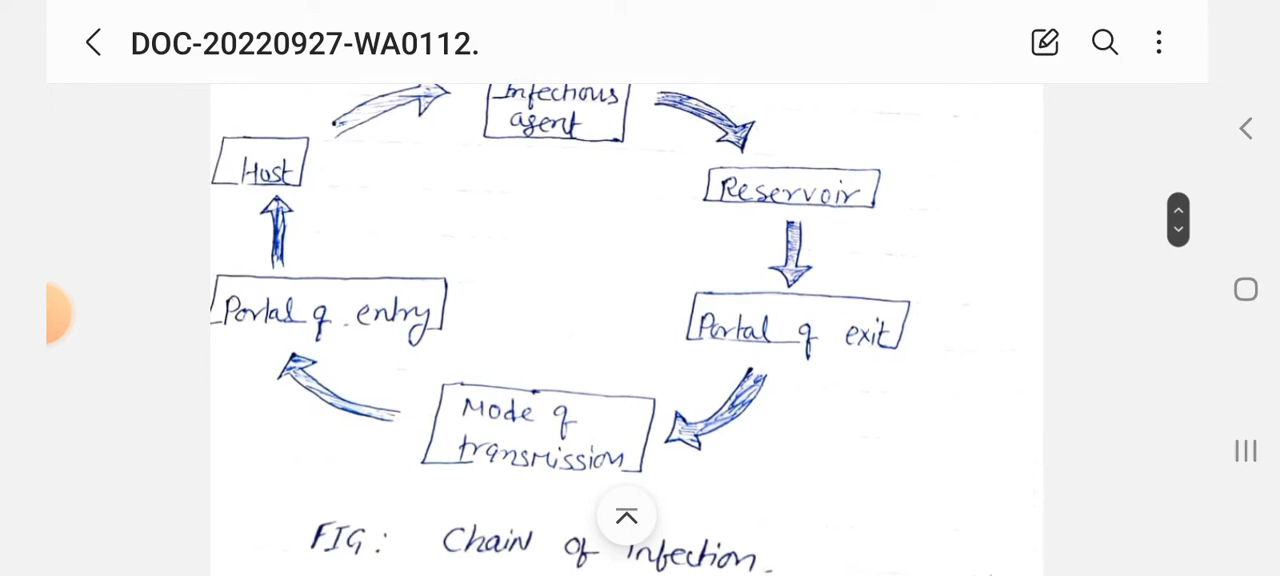 DOC-20220927-WA0112.
Infectious
agent
Host
Reservoir
Portal of entry
Portal of exit
Mode of
transmission
FIG: Chain of infection.